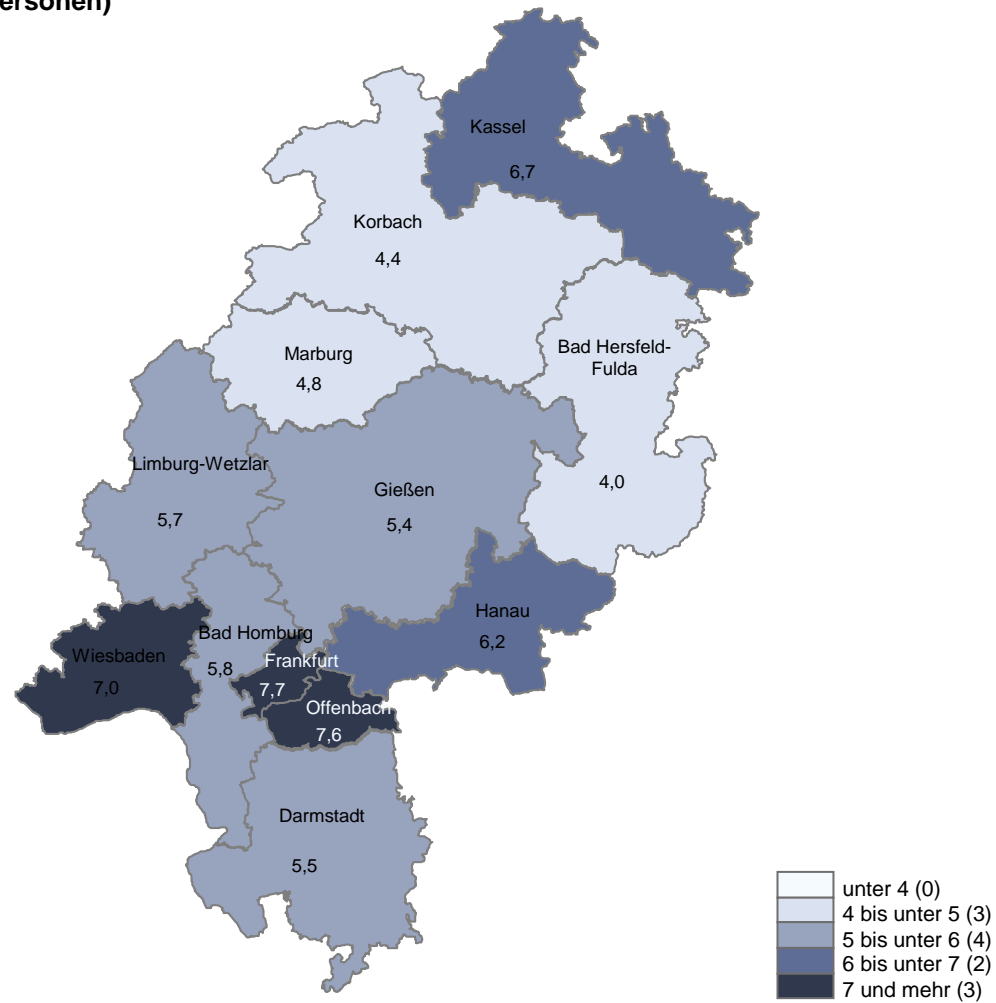 ersonen)
Kassel
6,7
Korbach
4,4
Marburg
4,8
Bad Hersfeld-
Fulda
4,0
Limburg-Wetzlar
5,7
Gießen
5,4
Hanau
6,2
Bad Homburg
5,8
Wiesbaden
7,0
Frankfurt
7,7
Offenbach
7,6
Darmstadt
5,5
unter 4 (0)
4 bis unter 5 (3)
5 bis unter 6 (4)
6 bis unter 7 (2)
7 und mehr (3)